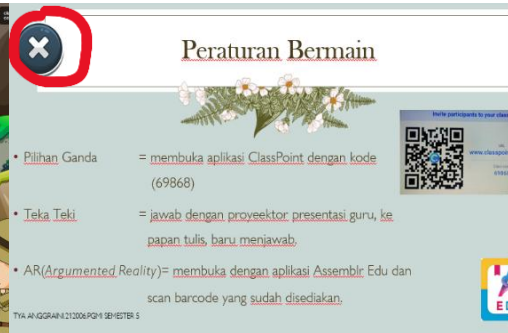 Peraturan Bermain
Invite participants to your class
• Pilihan Ganda = membuka aplikasi ClassPoint dengan kode
(69868)
• Teka Teki = jawab dengan proyeektor presentasi guru, ke
papan tulis, baru menjawab.
• AR(Argumented Reality)= membuka dengan aplikasi Assemblr Edu dan
scan barcode yang sudah disediakan.
TYA ANGGRAINI 212006 PGMI SEMESTER 5